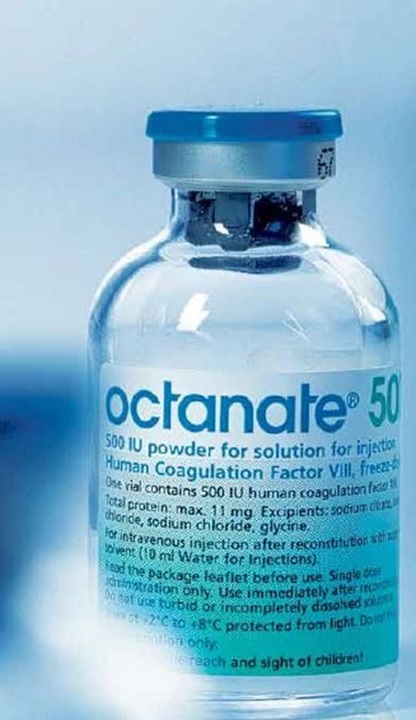 67
octanate® 50
500 IU powder for solution for injection
Human Coagulation Factor VIII, freeze-d
One vial contains 500 IU human coagulation factor
Total protein: max. 11 mg. Excipients: sodium citrate,
chloride, sodium chloride, glycine.
For intravenous injection after reconstitution with
solvent (10 ml Water for Injections).
Read the package leaflet before use. Single dose
administration only. Use immediately after
Do not use turbid or incompletely dissolved
at +2°C to +8°C protected from light. Do not
only.
reach and sight of children!